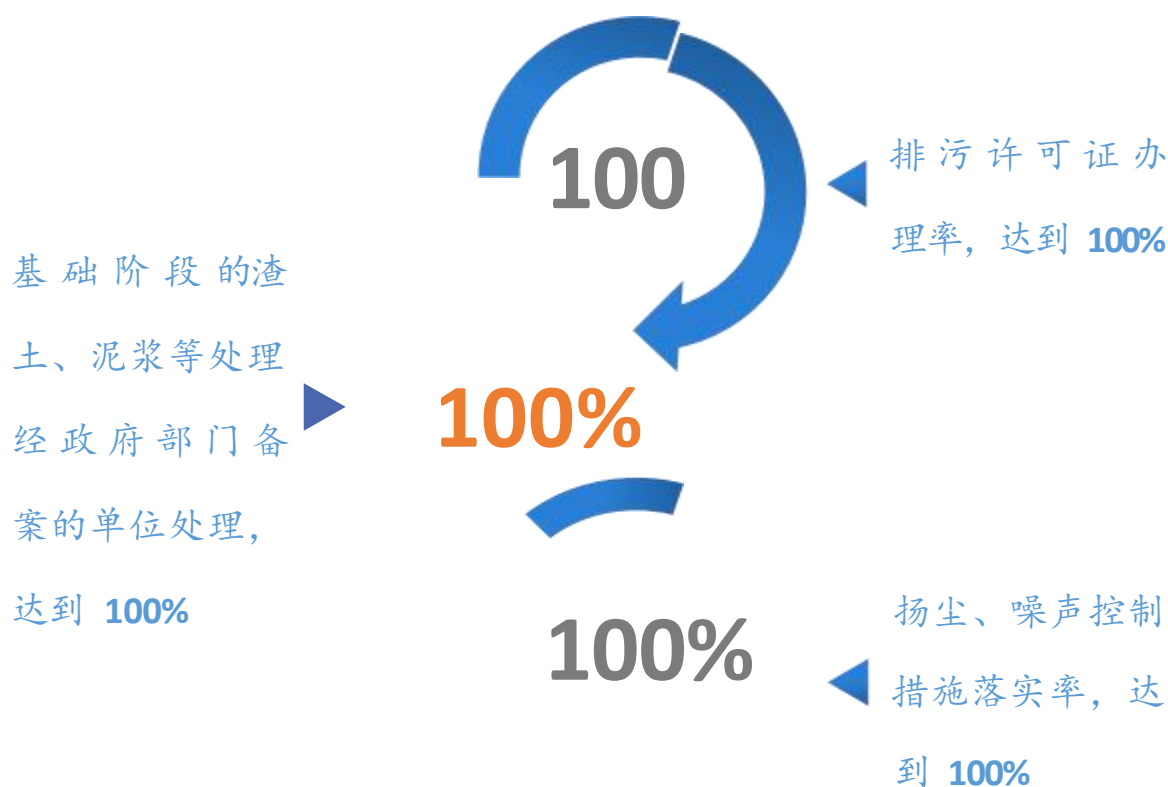 100
排污许可证办
理率，达到 100%
基础阶段的渣
土、泥浆等处理
经政府部门备
案的单位处理，
达到 100%
100%
100%
扬尘、噪声控制
措施落实率，达
到 100%